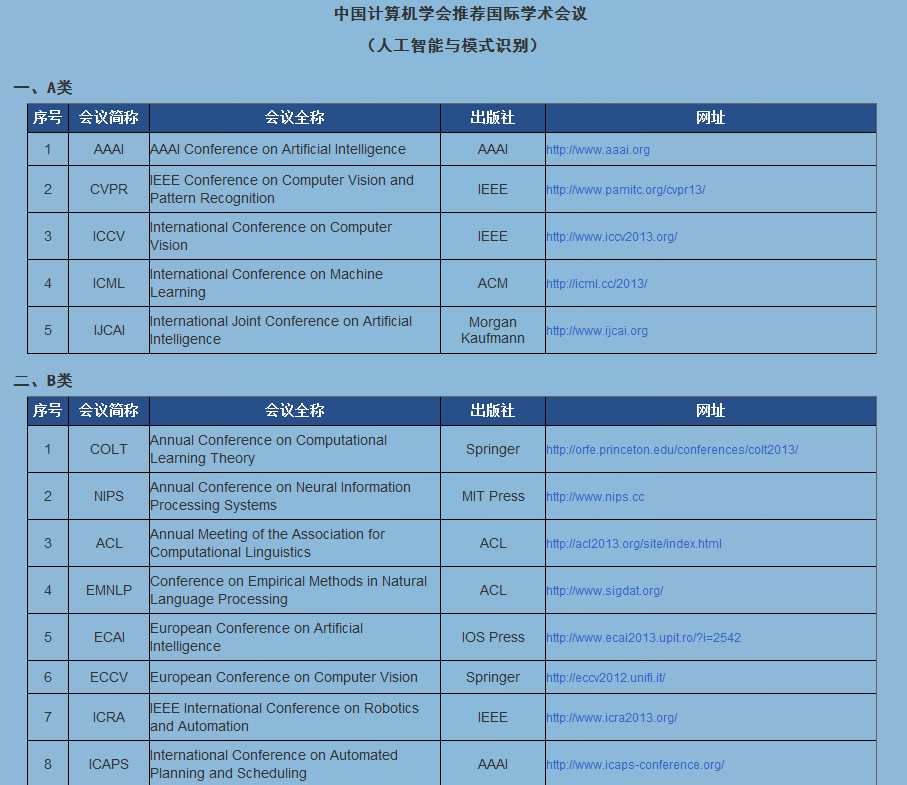 中国计算机学会推荐国际学术会议
（人工智能与模式识别）
一、A类
序号 会议简称 会议全称 出版社 网址
1 AAAI AAAI Conference on Artificial Intelligence AAAI http://www.aaai.org
2 CVPR IEEE Conference on Computer Vision and
Pattern Recognition IEEE http://www.pamitc.org/cvpr13/
3 ICCV International Conference on Computer
Vision IEEE http://www.iccv2013.org/
4 ICML International Conference on Machine
Learning ACM http://icml.cc/2013/
5 IJCAI International Joint Conference on Artificial
Intelligence Morgan
Kaufmann http://www.ijcai.org
二、B类
序号 会议简称 会议全称 出版社 网址
1 COLT Annual Conference on Computational
Learning Theory Springer http://orfe.princeton.edu/conferences/colt2013/
2 NIPS Annual Conference on Neural Information
Processing Systems MIT Press http://www.nips.cc
3 ACL Annual Meeting of the Association for
Computational Linguistics ACL http://acl2013.org/site/index.html
4 EMNLP Conference on Empirical Methods in Natural
Language Processing ACL http://www.sigdat.org/
5 ECAI European Conference on Artificial
Intelligence IOS Press http://www.ecai2013.upit.ro/?i=2542
6 ECCV European Conference on Computer Vision Springer http://eccv2012.unifi.it/
7 ICRA IEEE International Conference on Robotics
and Automation IEEE http://www.icra2013.org/
8 ICAPS International Conference on Automated
Planning and Scheduling AAAI http://www.icaps-conference.org/